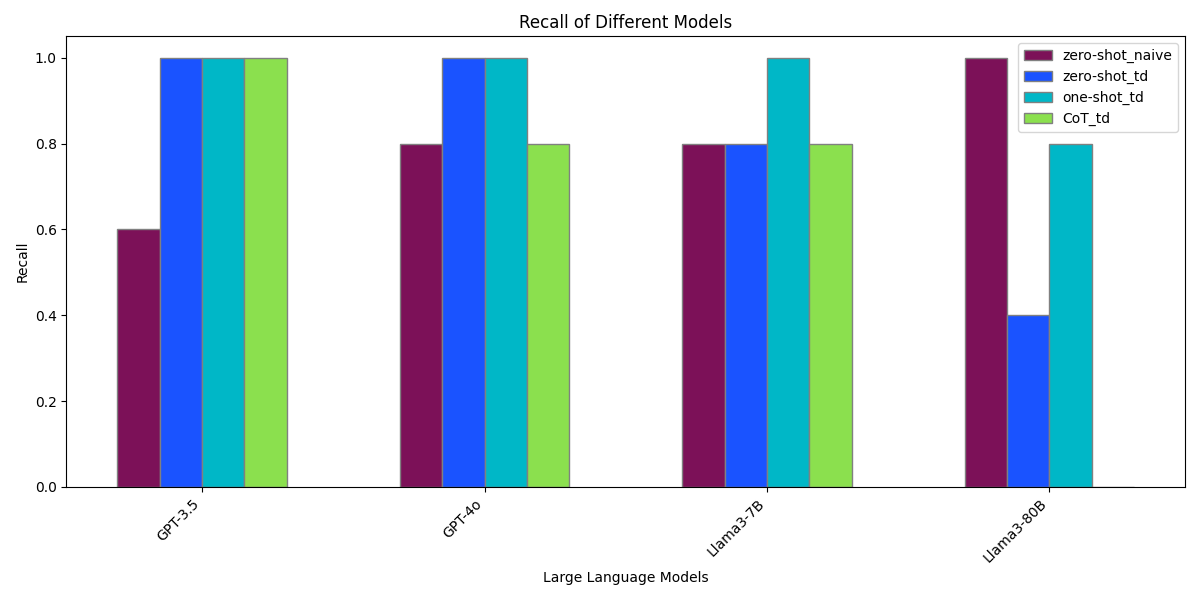 Recall of Different Models
zero-shot_naive
zero-shot_td
one-shot_td
CoT_td
Recall
1.0
0.8
0.6
0.4
0.2
0.0
GPT-3.5
GPT-4o
Llama3-7B
Llama3-80B
Large Language Models